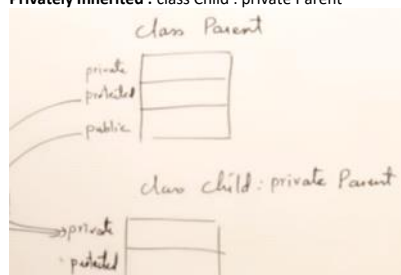 Privately Inherited : class Child : private Parent
class Parent
private
protected
public
class child : private Parent
private
protected